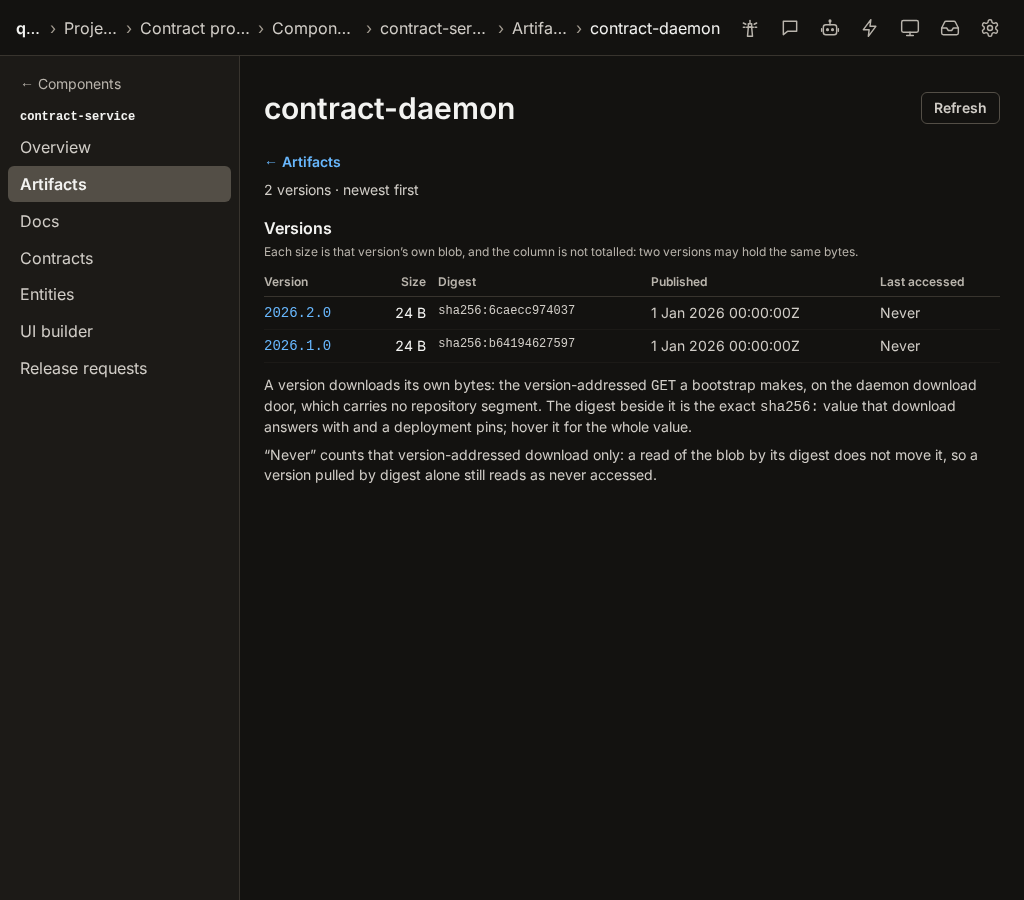 q... › Proje... › Contract pro... › Compon... › contract-ser... › Artifa... › contract-daemon
← Components
contract-service
Overview
Artifacts
Docs
Contracts
Entities
UI builder
Release requests
contract-daemon
Refresh
← Artifacts
2 versions · newest first
Versions
Each size is that version’s own blob, and the column is not totalled: two versions may hold the same bytes.
Version Size Digest Published Last accessed
2026.2.0 24 B sha256:6caecc974037 1 Jan 2026 00:00:00Z Never
2026.1.0 24 B sha256:b64194627597 1 Jan 2026 00:00:00Z Never
A version downloads its own bytes: the version-addressed GET a bootstrap makes, on the daemon download
door, which carries no repository segment. The digest beside it is the exact sha256: value that download
answers with and a deployment pins; hover it for the whole value.
“Never” counts that version-addressed download only: a read of the blob by its digest does not move it, so a
version pulled by digest alone still reads as never accessed.